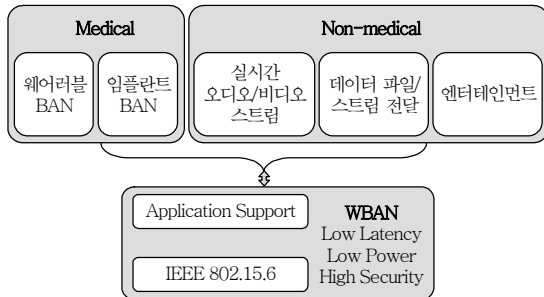 Medical
웨어러블
BAN
임플란트
BAN
Non-medical
실시간
오디오/비디오
스트림
데이터 파일/
스트림 전달
엔터테인먼트
Application Support
IEEE 802.15.6
WBAN
Low Latency
Low Power
High Security